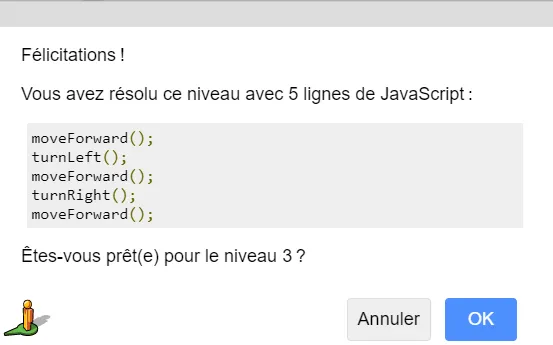 Félicitations !
Vous avez résolu ce niveau avec 5 lignes de JavaScript :
moveForward();
turnLeft();
moveForward();
turnRight();
moveForward();
Êtes-vous prêt(e) pour le niveau 3 ?
Annuler
OK